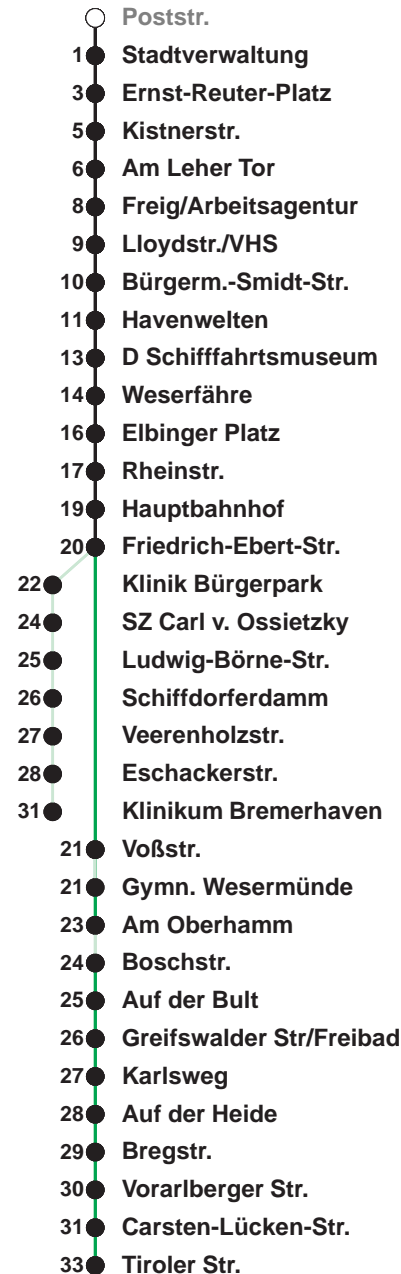 Poststr.
1 Stadtverwaltung
3 Ernst-Reuter-Platz
5 Kistnerstr.
6 Am Leher Tor
8 Freig/Arbeitsagentur
9 Lloydstr./VHS
10 Bürgerm.-Smidt-Str.
11 Havenwelten
13 D Schifffahrtsmuseum
14 Weserfähre
16 Elbinger Platz
17 Rheinstr.
19 Hauptbahnhof
20 Friedrich-Ebert-Str.
22 Klinik Bürgerpark
24 SZ Carl v. Ossietzky
25 Ludwig-Börne-Str.
26 Schiffdorferdamm
27 Veerenholzstr.
28 Eschackerstr.
31 Klinikum Bremerhaven
21 Voßstr.
21 Gymn. Wesermünde
23 Am Oberhamm
24 Boschstr.
25 Auf der Bult
26 Greifswalder Str/Freibad
27 Karlsweg
28 Auf der Heide
29 Bregstr.
30 Vorarlberger Str.
31 Carsten-Lücken-Str.
33 Tiroler Str.